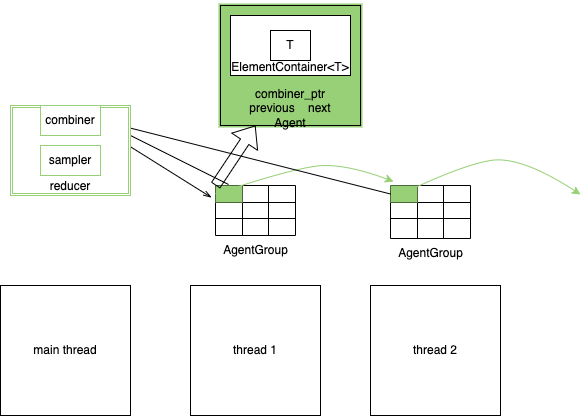 T
ElementContainer<T>
combiner_ptr
previous next
Agent
combiner
sampler
reducer
AgentGroup
AgentGroup
main thread
thread 1
thread 2